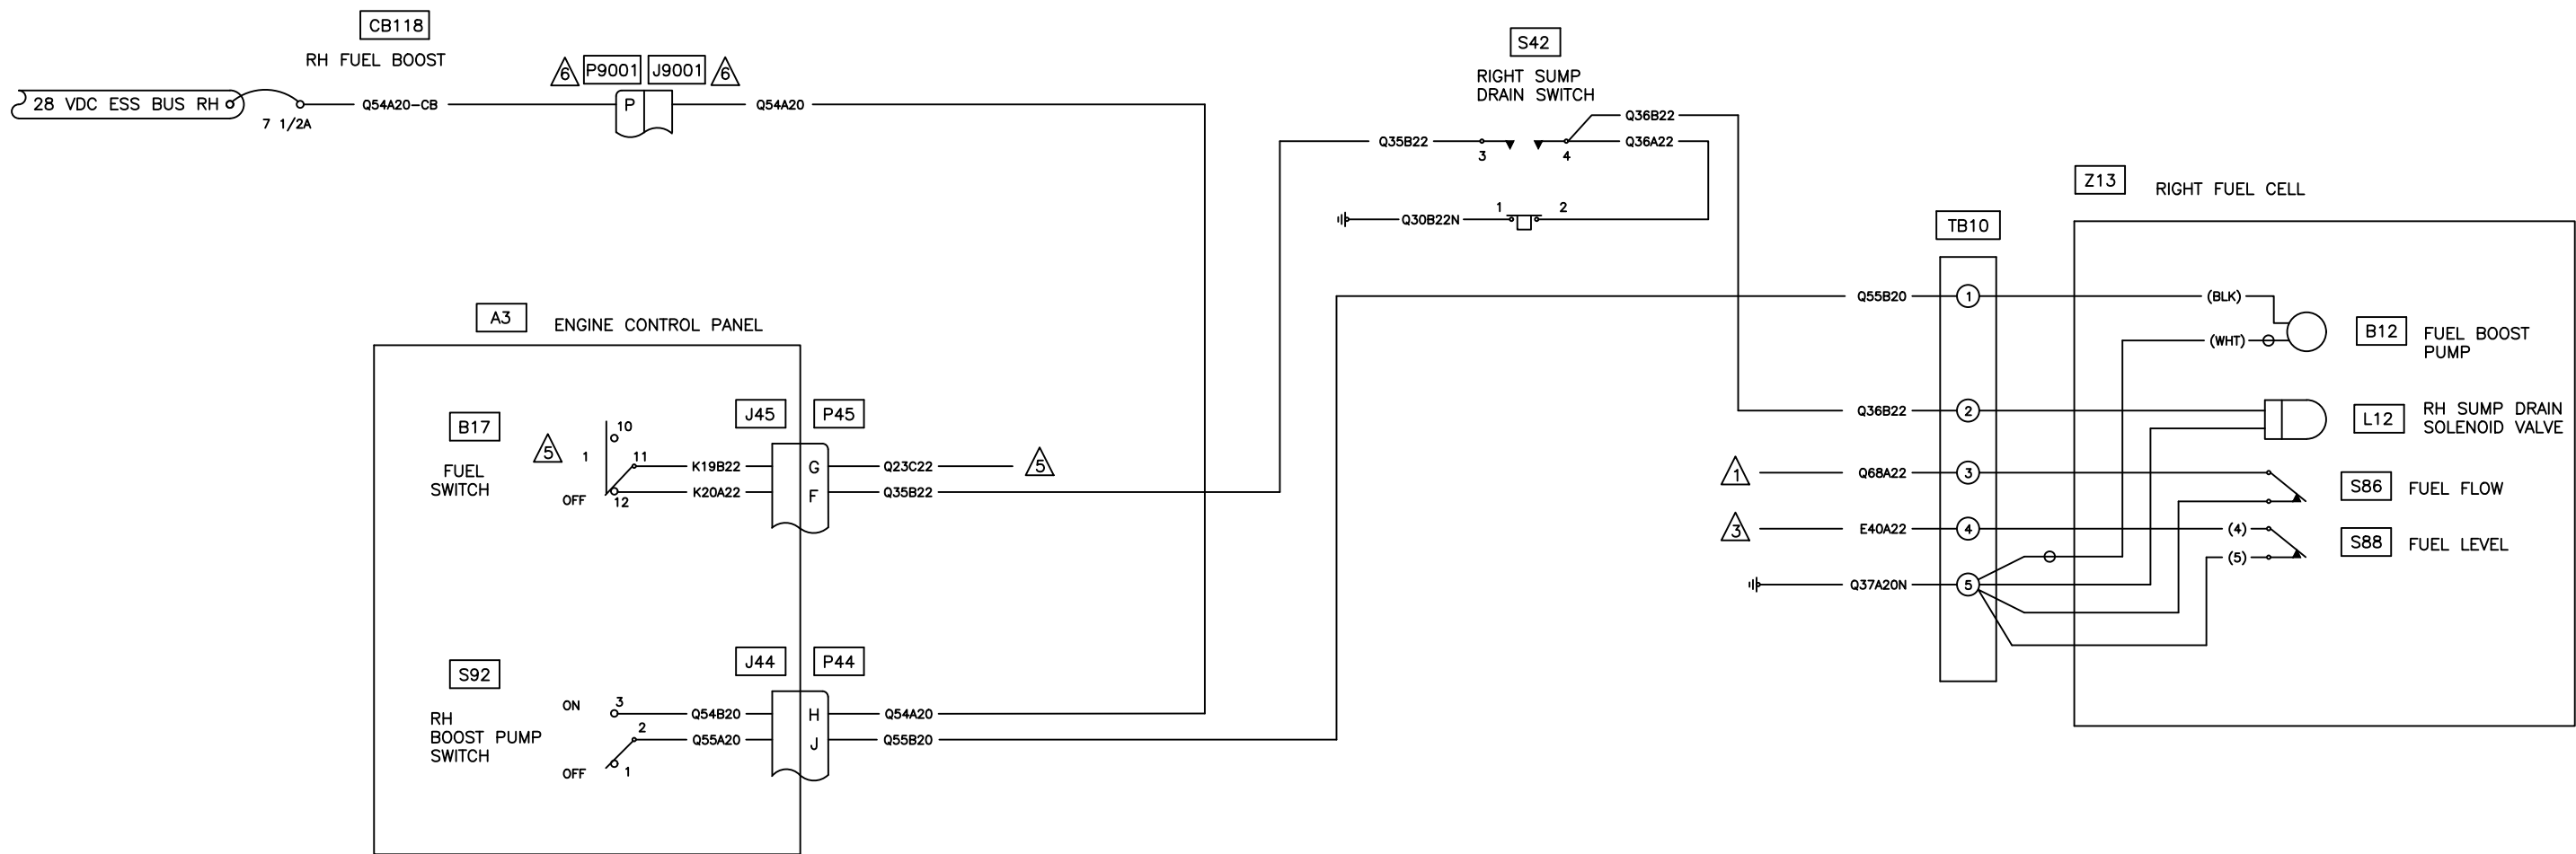 CB118
RH FUEL BOOST
28 VDC ESS BUS RH
7 1/2A
Q54A20-CB
6
P9001
J9001
6
P
Q54A20
S42
RIGHT SUMP
DRAIN SWITCH
Q35B22
3
4
Q36B22
Q36A22
Q30B22N
1
2
Z13
RIGHT FUEL CELL
TB10
Q55B20
1
(BLK)
(WHT)
B12
FUEL BOOST
PUMP
Q36B22
2
L12
RH SUMP DRAIN
SOLENOID VALVE
1
Q68A22
3
S86
FUEL FLOW
3
E40A22
4
(4)
(5)
S88
FUEL LEVEL
Q37A20N
5
A3
ENGINE CONTROL PANEL
B17
FUEL
SWITCH
5
1
OFF
10
11
12
K19B22
K20A22
J45
P45
G
F
Q23C22
5
Q35B22
S92
RH
BOOST PUMP
SWITCH
ON
OFF
3
2
1
Q54B20
Q55A20
J44
P44
H
J
Q54A20
Q55B20